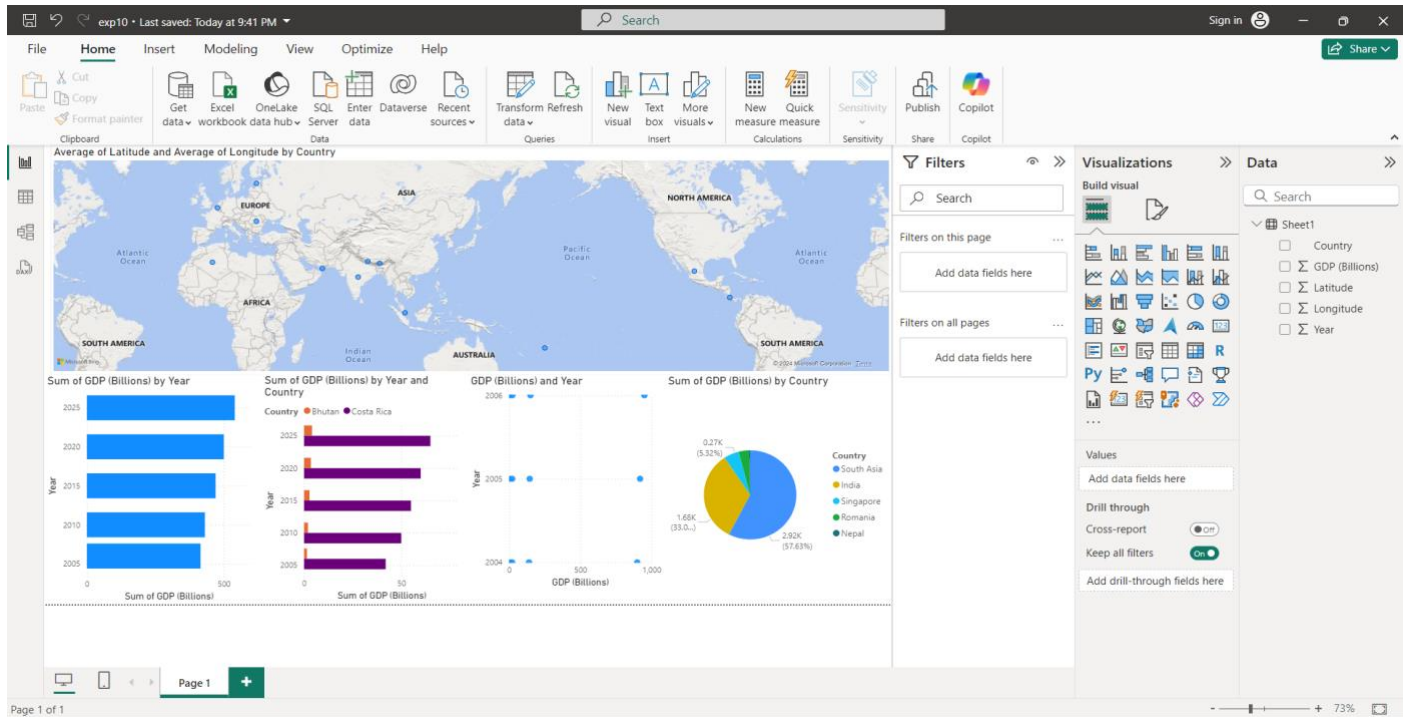 exp10 • Last saved: Today at 9:41 PM
Search
Sign in
File Home Insert Modeling View Optimize Help
Share
Paste
Cut
Copy
Format painter
Clipboard
Get data
Excel workbook
OneLake data hub
SQL Server
Enter data
Dataverse
Recent sources
Data
Transform data
Refresh
Queries
New visual
Text box
More visuals
Insert
New measure
Quick measure
Calculations
Sensitivity
Sensitivity
Publish
Share
Copilot
Copilot
Average of Latitude and Average of Longitude by Country
EUROPE
ASIA
NORTH AMERICA
Atlantic Ocean
Pacific Ocean
Atlantic Ocean
AFRICA
SOUTH AMERICA
Indian Ocean
AUSTRALIA
SOUTH AMERICA
© 2024 Microsoft Corporation Terms
Sum of GDP (Billions) by Year
Year
2025
2020
2015
2010
2005
0 500
Sum of GDP (Billions)
Sum of GDP (Billions) by Year and
Country
Country Bhutan Costa Rica
Year
2025
2020
2015
2010
2005
0 50
Sum of GDP (Billions)
GDP (Billions) and Year
Year
2006
2005
2004
0 500 1,000
GDP (Billions)
Sum of GDP (Billions) by Country
0.27K
(5.32%)
1.68K
(33.0...)
2.92K
(57.63%)
Country
South Asia
India
Singapore
Romania
Nepal
Filters
Search
Filters on this page
...
Add data fields here
Filters on all pages
...
Add data fields here
Visualizations
Build visual
123
R
Py
...
Values
Add data fields here
Drill through
Cross-report Off
Keep all filters On
Add drill-through fields here
Data
Search
Sheet1
Country
∑ GDP (Billions)
∑ Latitude
∑ Longitude
∑ Year
Page 1
+
Page 1 of 1
- + 73%